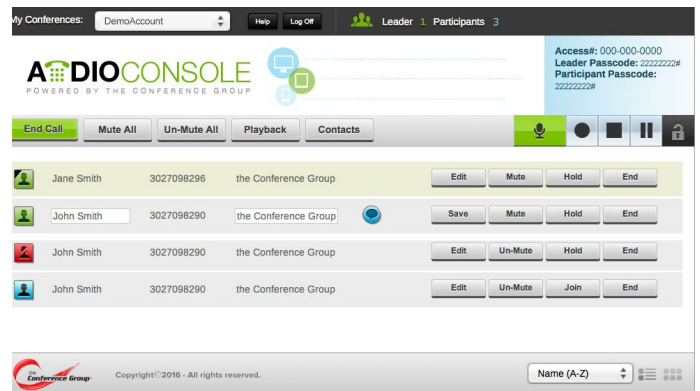 My Conferences: DemoAccount Help Log Off Leader 1 Participants 3
AUDIOCONSOLE
POWERED BY THE CONFERENCE GROUP
Access#: 000-000-0000
Leader Passcode: 22222222#
Participant Passcode:
22222222#
End Call Mute All Un-Mute All Playback Contacts
Jane Smith 3027098296 the Conference Group Edit Mute Hold End
John Smith 3027098290 the Conference Group Save Mute Hold End
John Smith 3027098290 the Conference Group Edit Un-Mute Hold End
John Smith 3027098290 the Conference Group Edit Un-Mute Join End
the
Conference Group
Copyright©2016 - All rights reserved.
Name (A-Z)